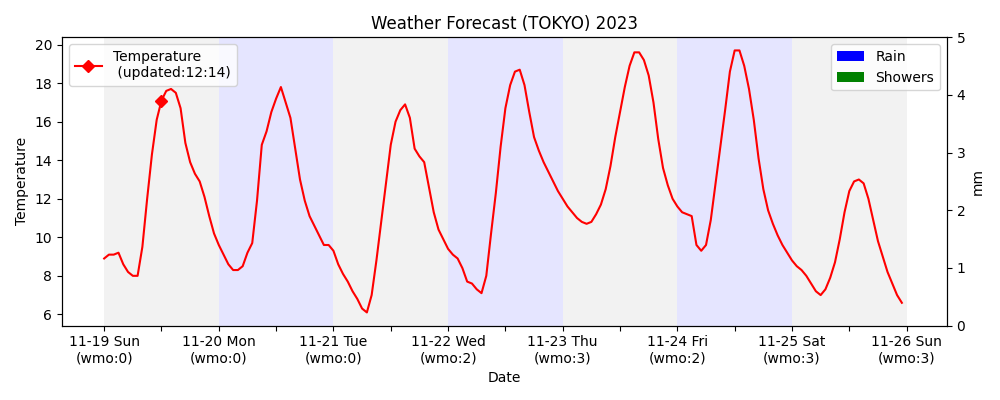 Weather Forecast (TOKYO) 2023
Temperature
(updated:12:14)
Rain
Showers
Temperature
20
18
16
14
12
10
8
6
5
4
3
2
1
0
mm
11-19 Sun
(wmo:0)
11-20 Mon
(wmo:0)
11-21 Tue
(wmo:0)
11-22 Wed
(wmo:2)
11-23 Thu
(wmo:3)
11-24 Fri
(wmo:2)
11-25 Sat
(wmo:3)
11-26 Sun
(wmo:3)
Date